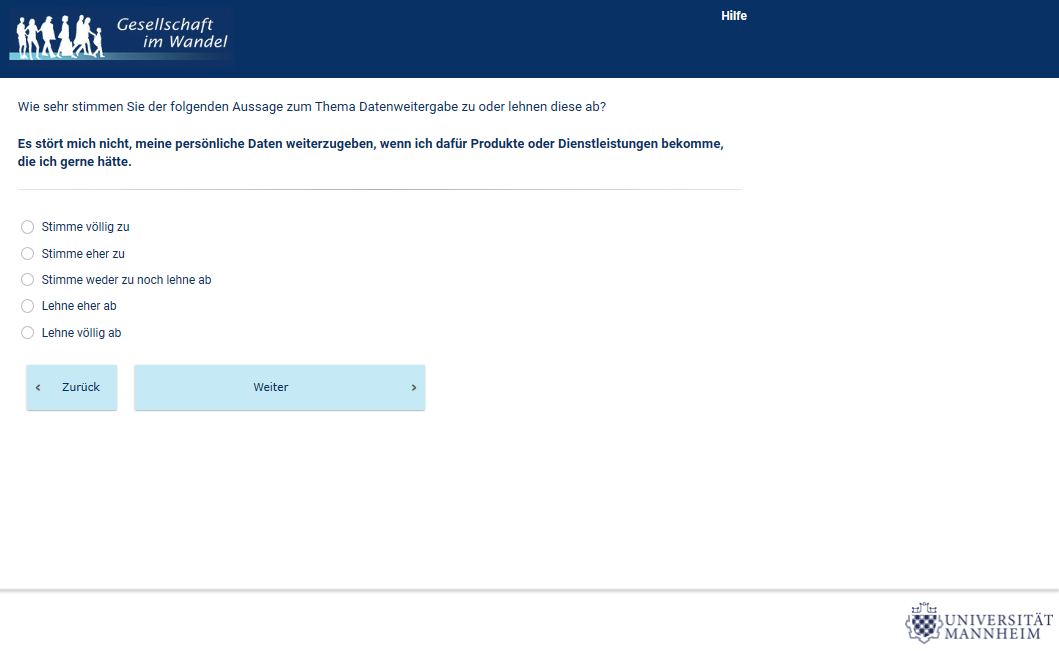 Gesellschaft
im Wandel
Hilfe
Wie sehr stimmen Sie der folgenden Aussage zum Thema Datenweitergabe zu oder lehnen diese ab?
Es stört mich nicht, meine persönliche Daten weiterzugeben, wenn ich dafür Produkte oder Dienstleistungen bekomme,
die ich gerne hätte.
Stimme völlig zu
Stimme eher zu
Stimme weder zu noch lehne ab
Lehne eher ab
Lehne völlig ab
‹ Zurück
Weiter ›
UNIVERSITÄT
MANNHEIM